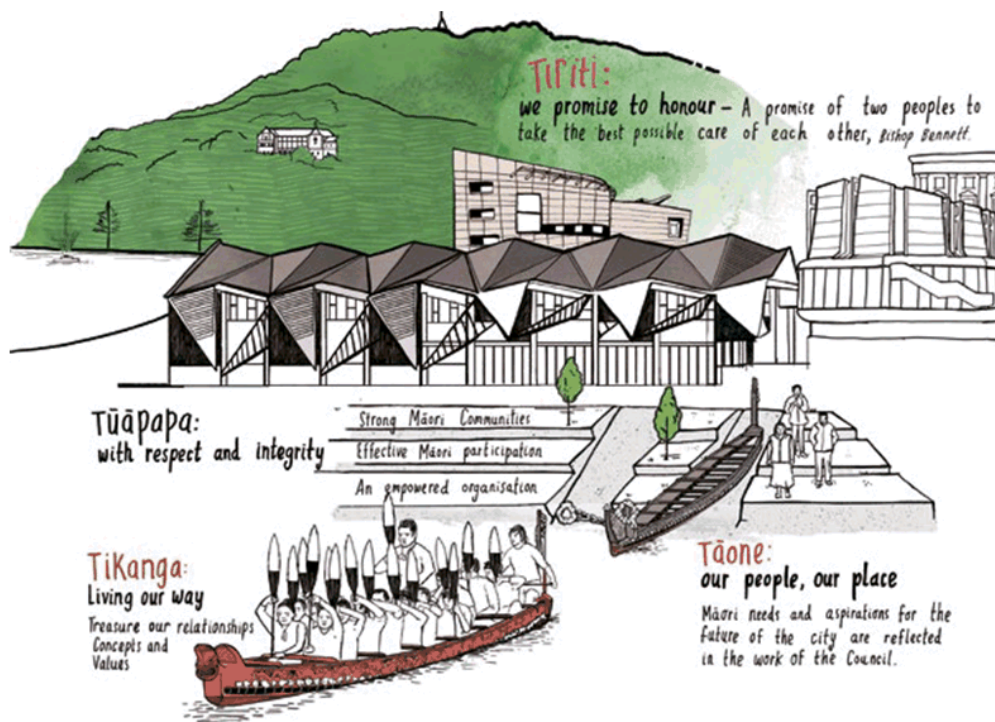 Tiriti:
we promise to honour – A promise of two peoples to
take the best possible care of each other, Bishop Bennett.
Tūāpapa:
with respect and integrity
Strong Māori Communities
Effective Māori participation
An empowered organisation
Tikanga:
Living our way
Treasure our relationships
Concepts and
Values
Tāone:
our people, our place
Māori needs and aspirations for the
future of the city are reflected
in the work of the Council.